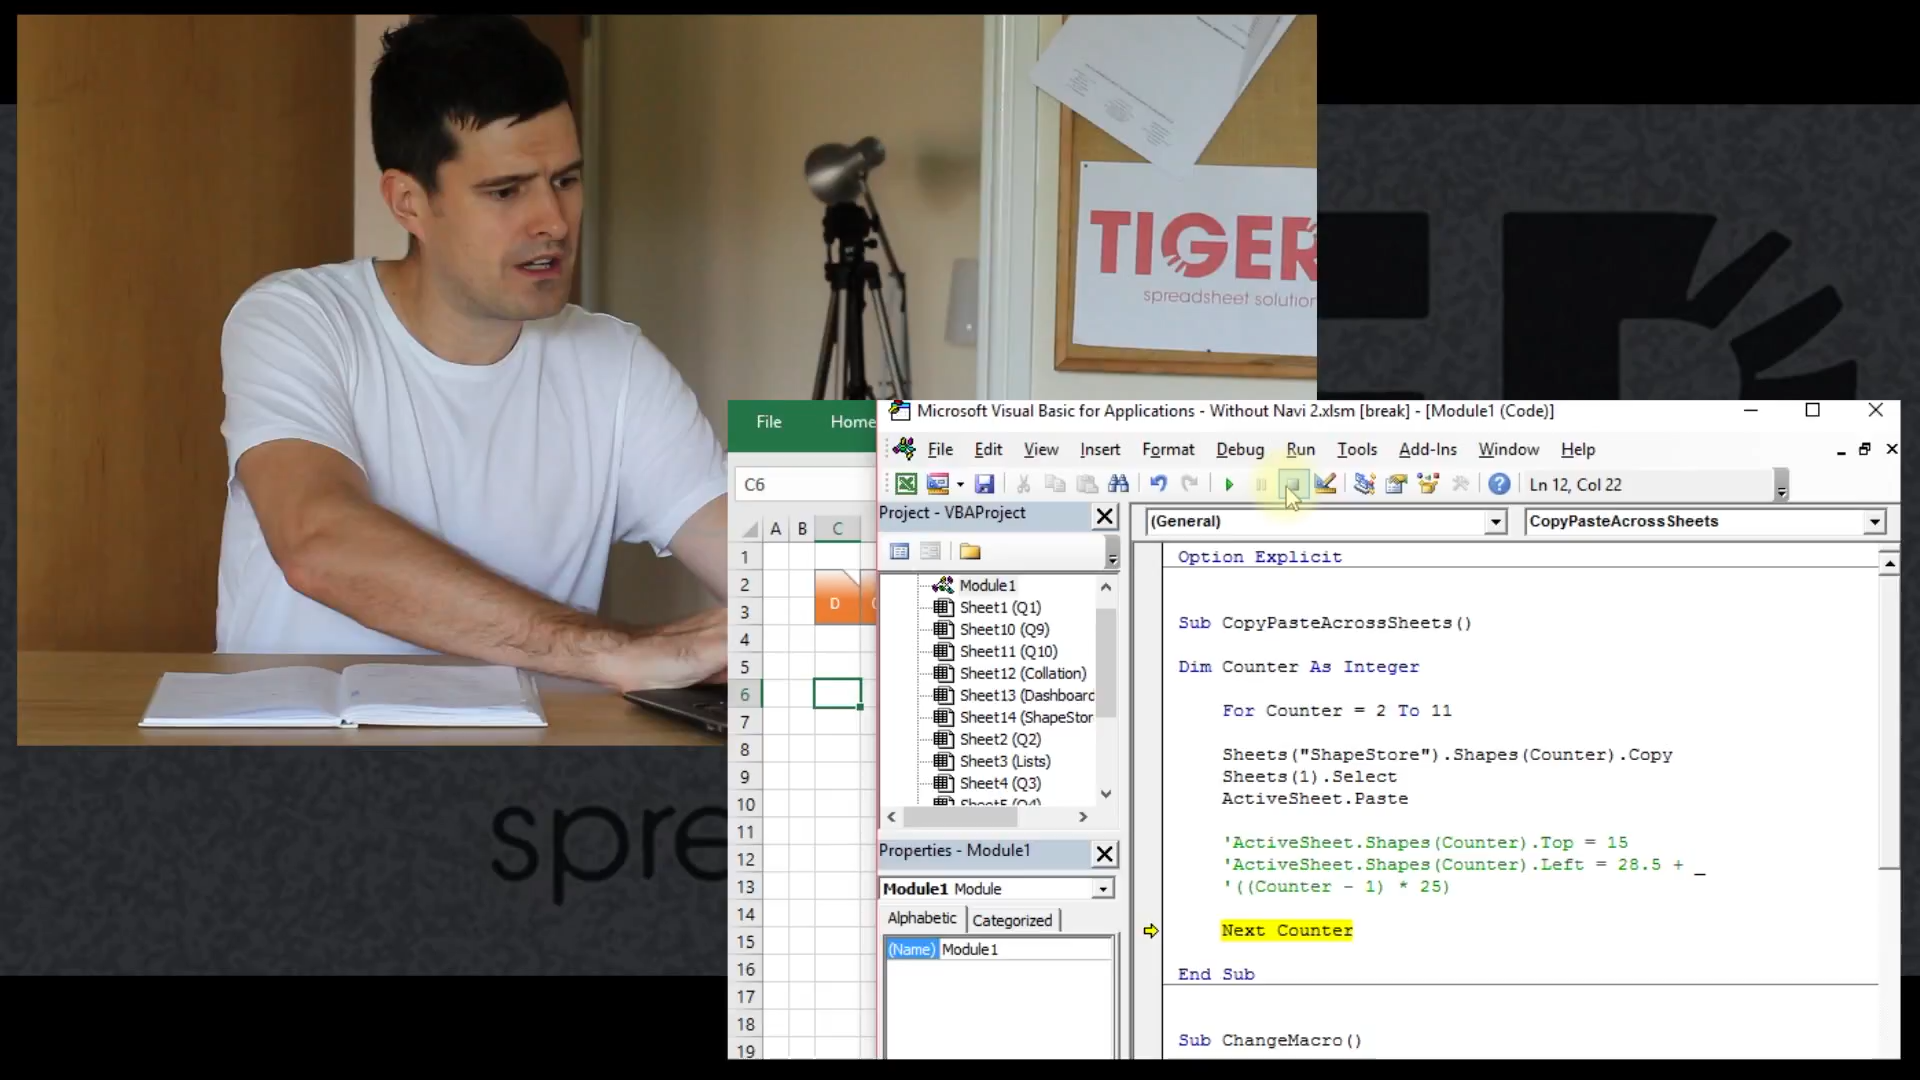 TIGER
spreadsheet solution
spre
File
Home
C6
A B C
1
2
3
4
5
6
7
8
9
10
11
12
13
14
15
16
17
18
19
D
Microsoft Visual Basic for Applications - Without Navi 2.xlsm [break] - [Module1 (Code)]
File Edit View Insert Format Debug Run Tools Add-Ins Window Help
Ln 12, Col 22
Project - VBAProject
Module1
Sheet1 (Q1)
Sheet10 (Q9)
Sheet11 (Q10)
Sheet12 (Collation)
Sheet13 (Dashboard
Sheet14 (ShapeStor
Sheet2 (Q2)
Sheet3 (Lists)
Sheet4 (Q3)
Sheet5 (Q4)
Properties - Module1
Module1 Module
Alphabetic Categorized
(Name) Module1
(General) CopyPasteAcrossSheets
Option Explicit
Sub CopyPasteAcrossSheets()
Dim Counter As Integer
For Counter = 2 To 11
Sheets("ShapeStore").Shapes(Counter).Copy
Sheets(1).Select
ActiveSheet.Paste
'ActiveSheet.Shapes(Counter).Top = 15
'ActiveSheet.Shapes(Counter).Left = 28.5 + _
'((Counter - 1) * 25)
Next Counter
End Sub
Sub ChangeMacro()